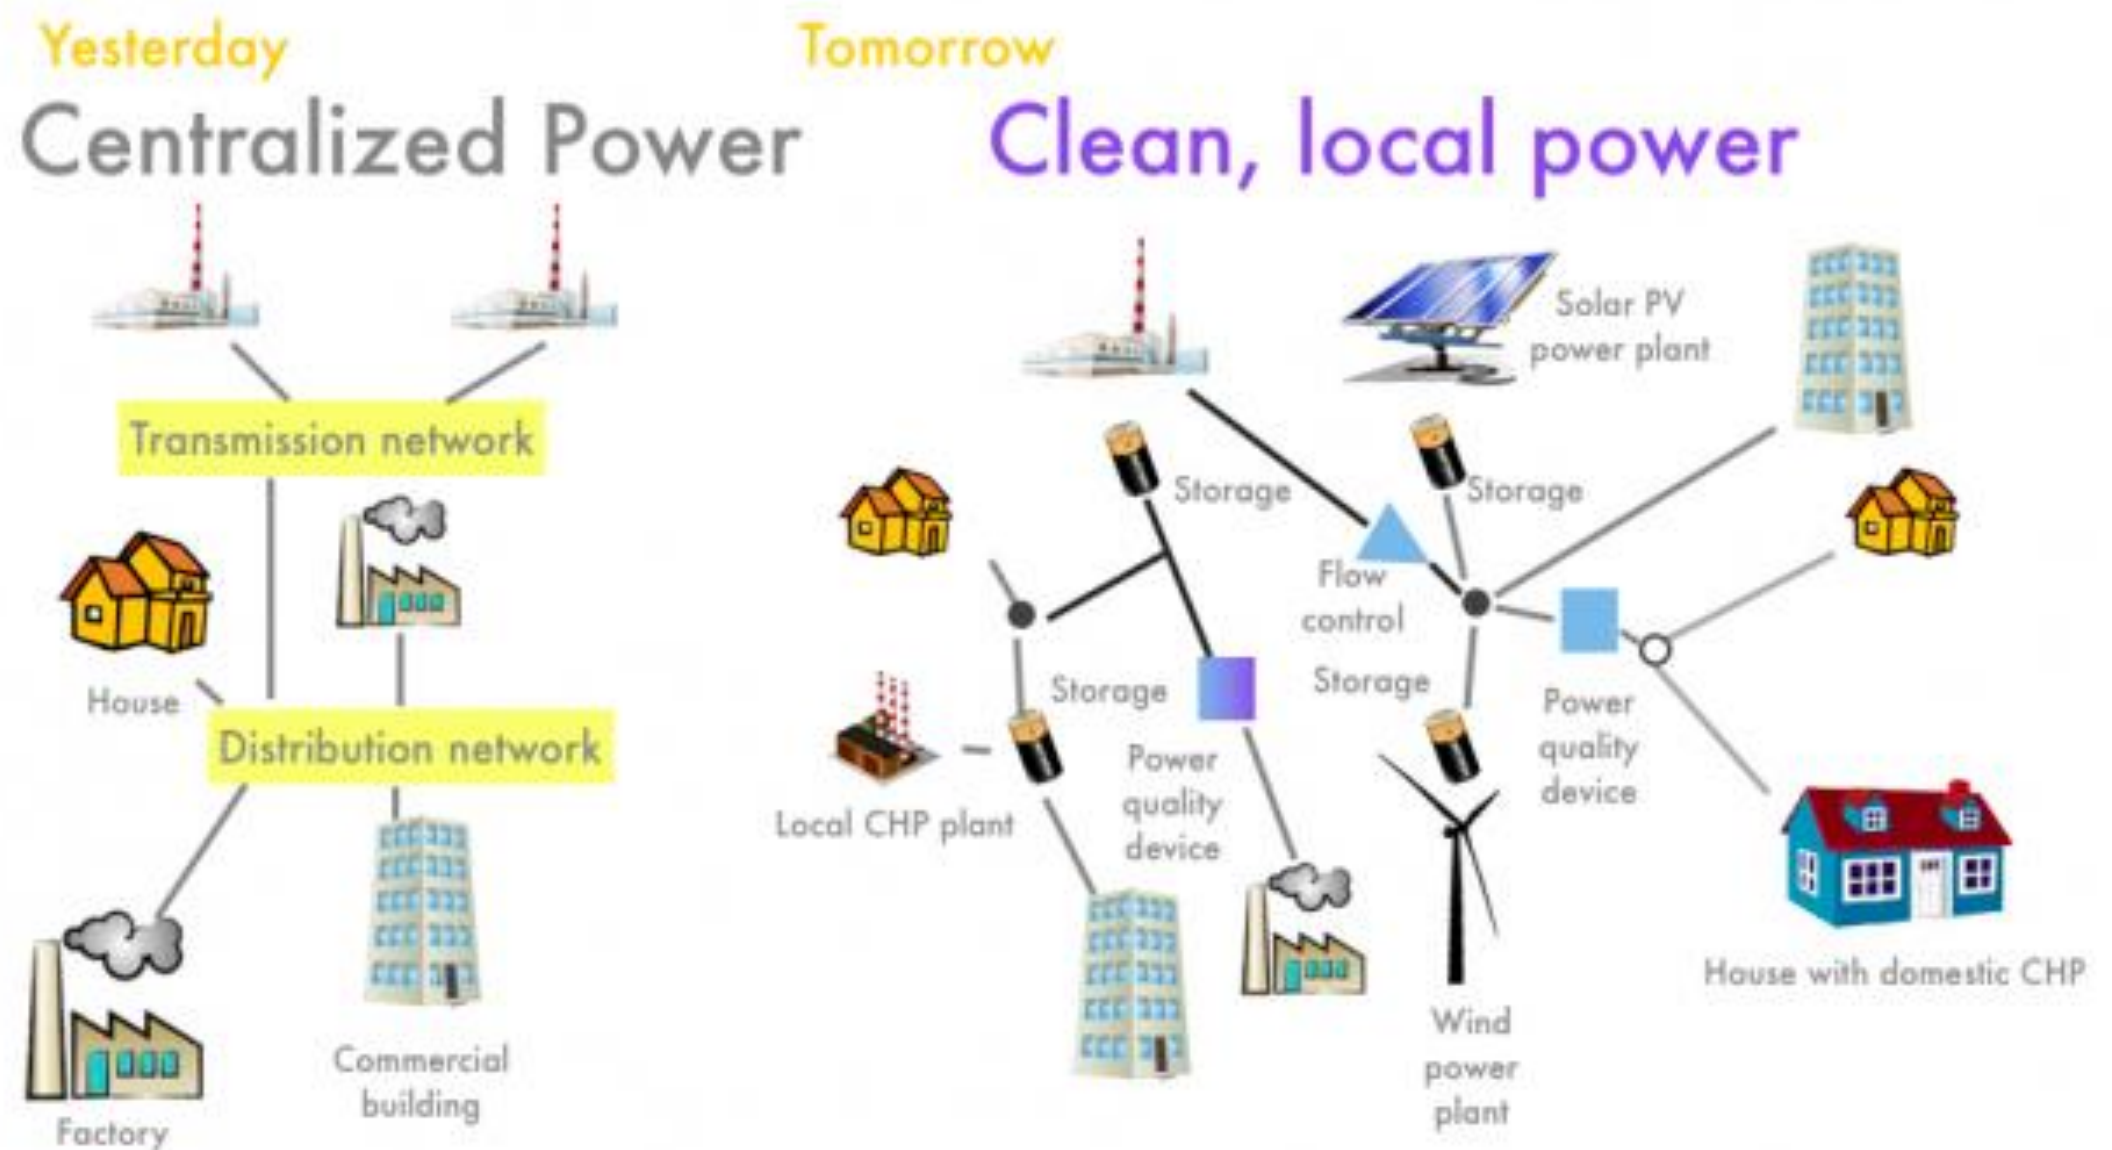 Yesterday
Centralized Power
Transmission network
House
Distribution network
Commercial
building
Factory
Tomorrow
Clean, local power
Solar PV
power plant
Storage
Storage
Flow
control
Storage
Storage
Power
quality
device
Power
quality
device
Local CHP plant
House with domestic CHP
Wind
power
plant